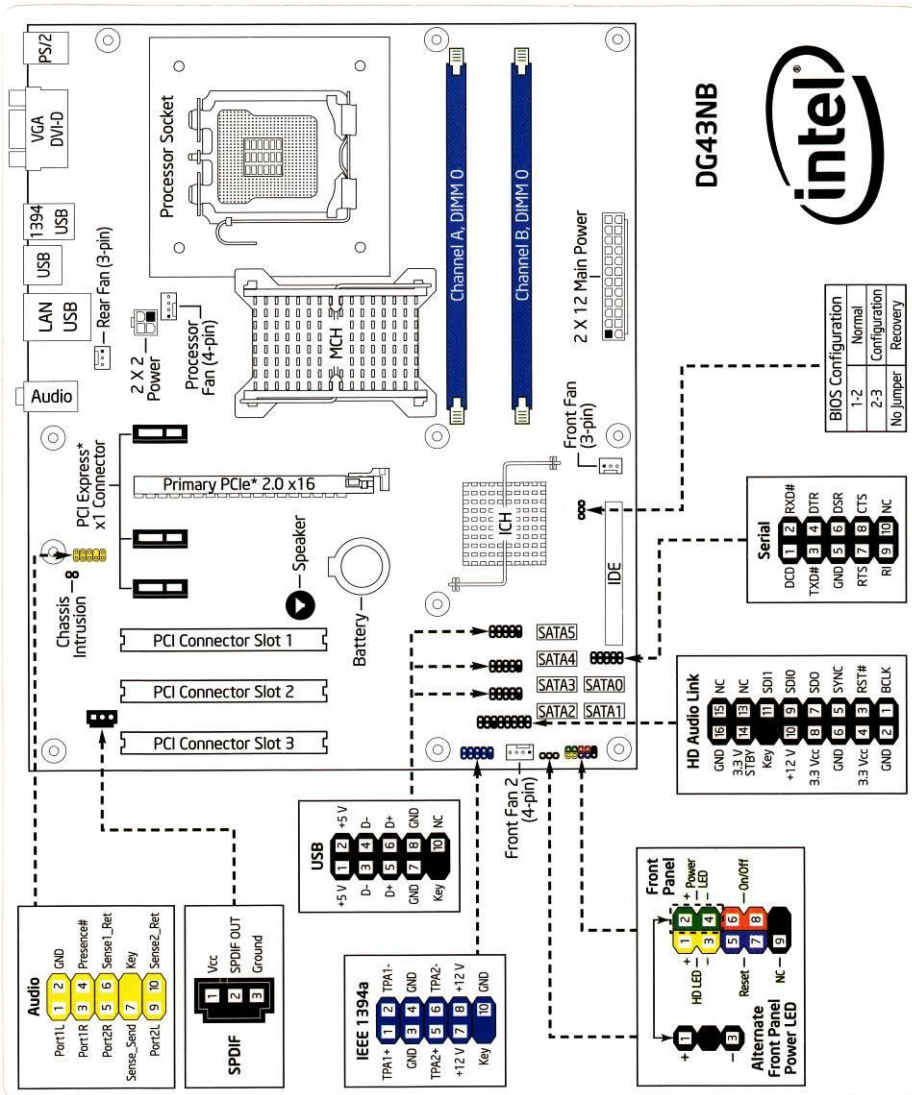 PS/2
VGA
DVI-D
1394
USB
USB
LAN
USB
Audio
Rear Fan (3-pin)
2 X 2
Power
Processor
Fan (4-pin)
Processor Socket
MCH
Channel A, DIMM 0
Channel B, DIMM 0
2 X 12 Main Power
DG43NB
intel®
PCI Express*
x1 Connector
Primary PCIe* 2.0 x16
Chassis
Intrusion
Speaker
Battery
PCI Connector Slot 1
PCI Connector Slot 2
PCI Connector Slot 3
ICH
Front Fan
(3-pin)
IDE
SATA5
SATA4
SATA3
SATA0
SATA2
SATA1
Front Fan 2
(4-pin)
BIOS Configuration
1-2 Normal
2-3 Configuration
No Jumper Recovery
Serial
DCD 1 2 RXD#
TXD# 3 4 DTR
GND 5 6 DSR
RTS 7 8 CTS
RI 9 10 NC
HD Audio Link
GND 16 15 NC
3.3 V
STBY 14 13 NC
Key 11 SDI1
+12 V 10 9 SDI0
3.3 Vcc 8 7 SDO
GND 6 5 SYNC
3.3 Vcc 4 3 RST#
GND 2 1 BCLK
USB
+5 V 1 2 +5 V
D- 3 4 D-
D+ 5 6 D+
GND 7 8 GND
Key 10 NC
Audio
Port1L 1 2 GND
Port1R 3 4 Presence#
Port2R 5 6 Sense1_Ret
Sense_Send 7 Key
Port2L 9 10 Sense2_Ret
SPDIF
1 Vcc
2 SPDIF OUT
3 Ground
IEEE 1394a
TPA1+ 1 2 TPA1-
GND 3 4 GND
TPA2+ 5 6 TPA2-
+12 V 7 8 +12 V
Key 10 GND
Front
Panel
HD LED + 1 2 + Power
- 3 4 - LED
Reset 5 6 On/Off
7 8
NC 9
+ 1
- 3
Alternate
Front Panel
Power LED